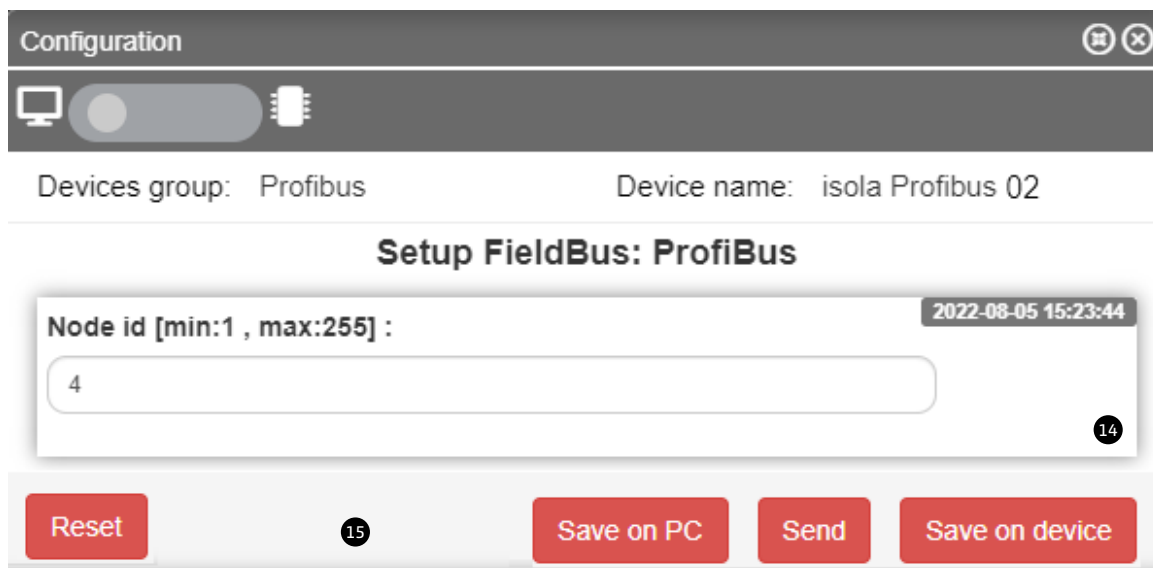 Configuration
Devices group: Profibus Device name: isola Profibus 02
Setup FieldBus: ProfiBus
2022-08-05 15:23:44
Node id [min:1 , max:255] :
4
14
Reset 15 Save on PC Send Save on device